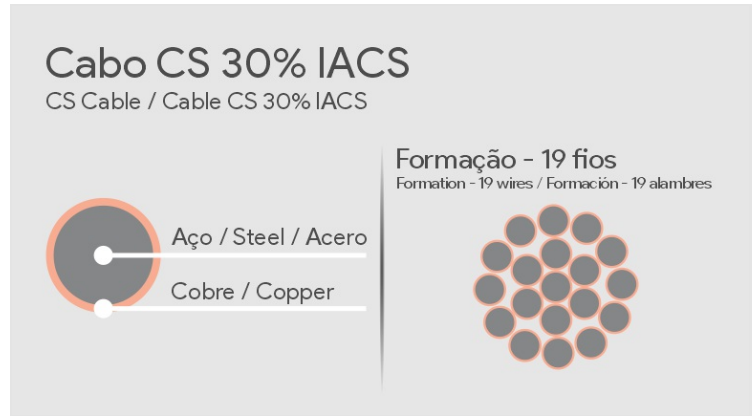 Cabo CS 30% IACS
CS Cable / Cable CS 30% IACS
Aço / Steel / Acero
Cobre / Copper
Formação - 19 fios
Formation - 19 wires / Formación - 19 alambres